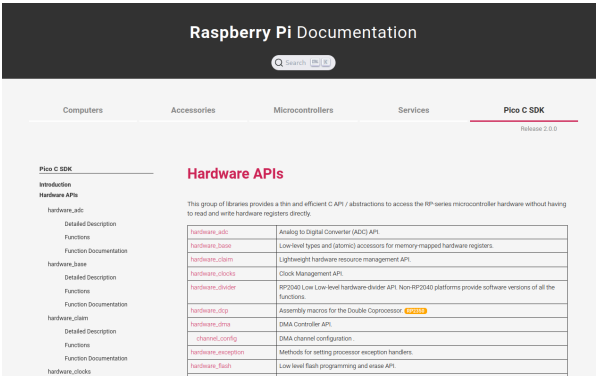 Raspberry Pi Documentation
Search
Computers
Accessories
Microcontrollers
Services
Pico C SDK
Release 2.0.0
Pico C SDK
Introduction
Hardware APIs
hardware_adc
Detailed Description
Functions
Function Documentation
hardware_base
Detailed Description
Functions
Function Documentation
hardware_claim
Detailed Description
Functions
Function Documentation
hardware_clocks
Hardware APIs
This group of libraries provides a thin and efficient C API / abstractions to access the RP-series microcontroller hardware without having
to read and write hardware registers directly.
hardware_adc Analog to Digital Converter (ADC) API.
hardware_base Low-level types and (atomic) accessors for memory-mapped hardware registers.
hardware_claim Lightweight hardware resource management API.
hardware_clocks Clock Management API.
hardware_divider RP2040 Low Low-level hardware-divider API. Non-RP2040 platforms provide software versions of all the
functions.
hardware_dcp Assembly macros for the Double Coprocessor. RP2350
hardware_dma DMA Controller API.
channel_config DMA channel configuration.
hardware_exception Methods for setting processor exception handlers.
hardware_flash Low level flash programming and erase API.